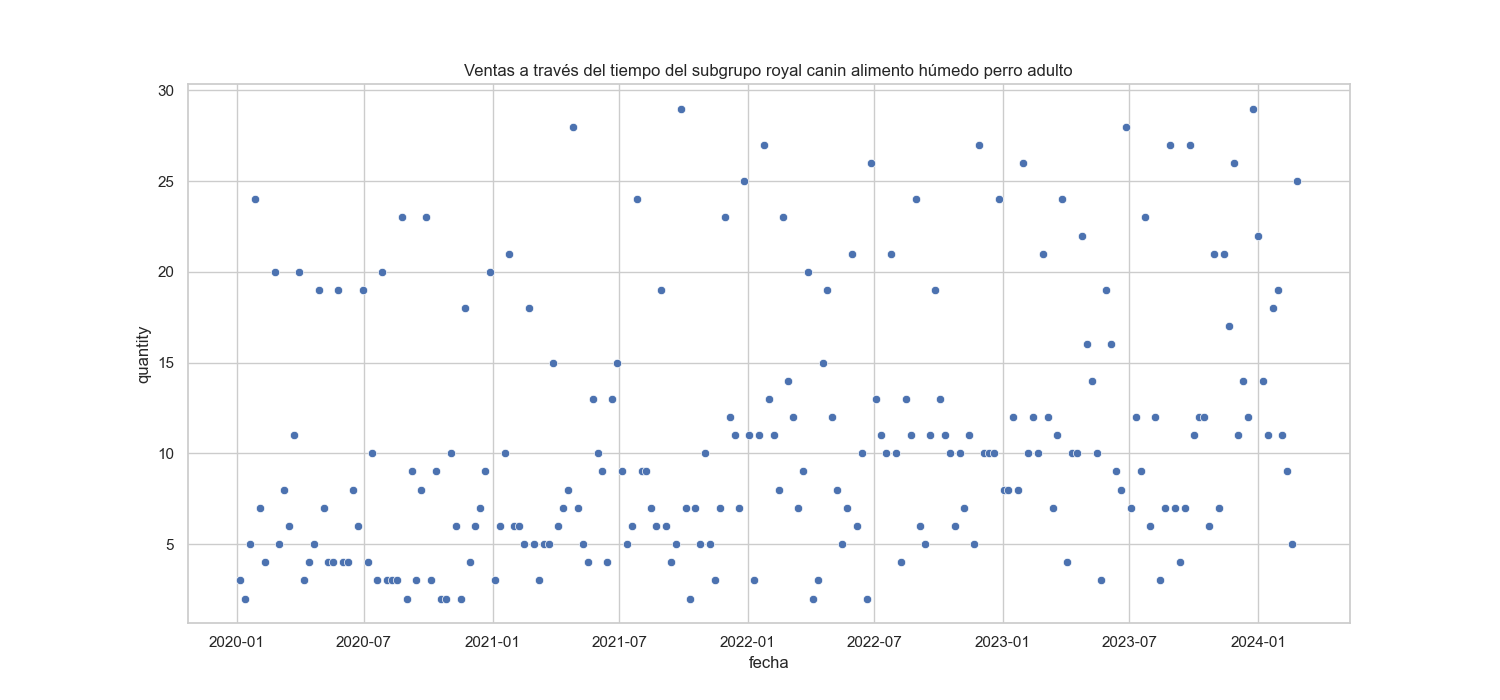 Ventas a través del tiempo del subgrupo royal canin alimento húmedo perro adulto
30
25
20
15
10
5
quantity
2020-01 2020-07 2021-01 2021-07 2022-01 2022-07 2023-01 2023-07 2024-01
fecha